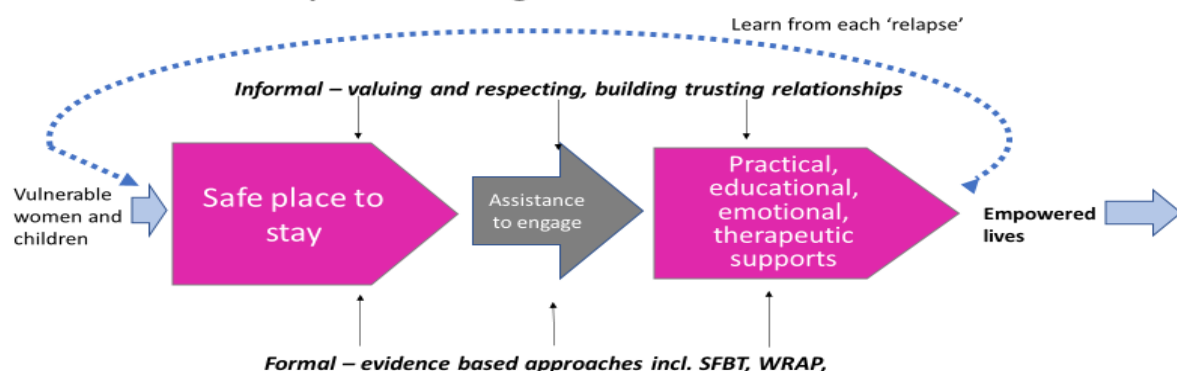 Learn from each ‘relapse’
Informal – valuing and respecting, building trusting relationships
Vulnerable
women and
children
Safe place to
stay
Assistance
to engage
Practical,
educational,
emotional,
therapeutic
supports
Empowered
lives
Formal – evidence based approaches incl. SFBT, WRAP,